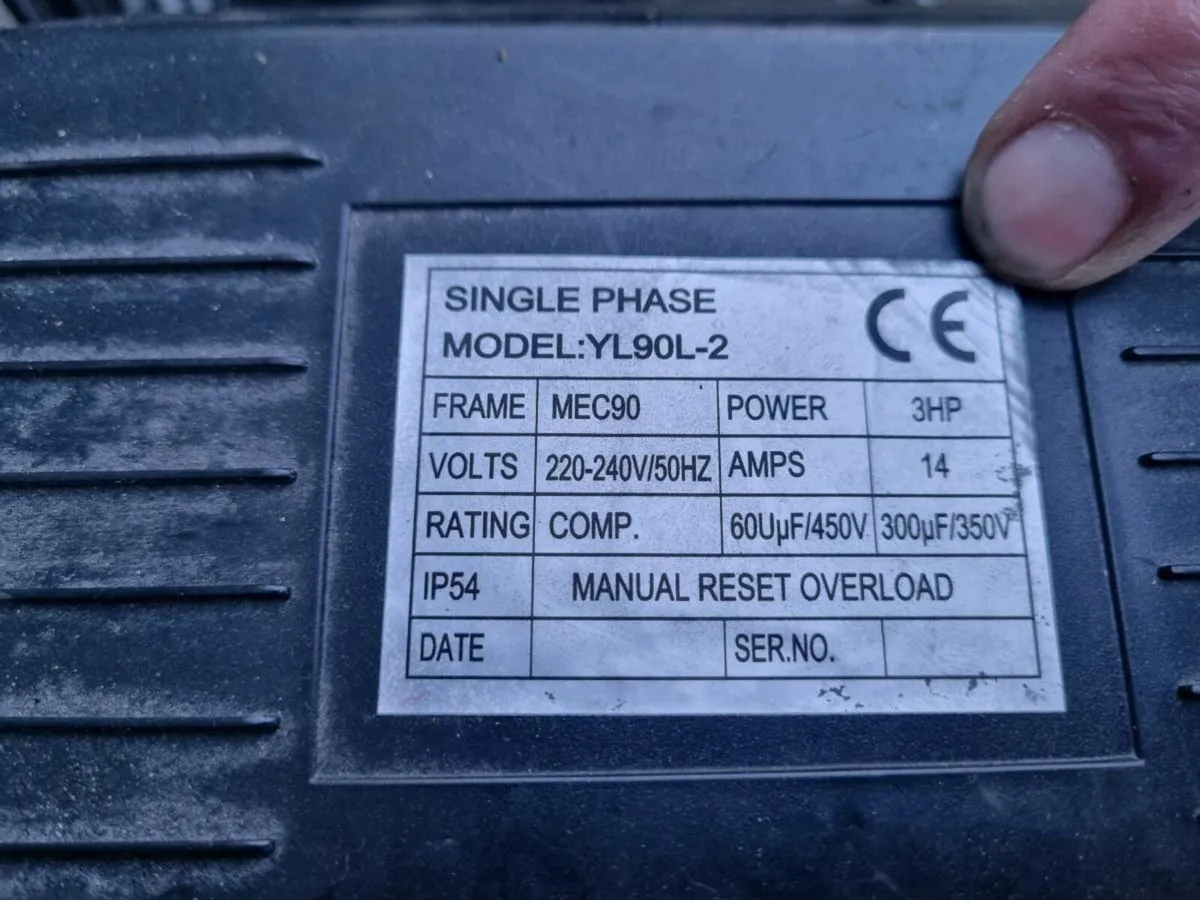 SINGLE PHASE
MODEL:YL90L-2
CE
FRAME MEC90 POWER 3HP
VOLTS 220-240V/50HZ AMPS 14
RATING COMP. 60UµF/450V 300µF/350V
IP54 MANUAL RESET OVERLOAD
DATE SER.NO.